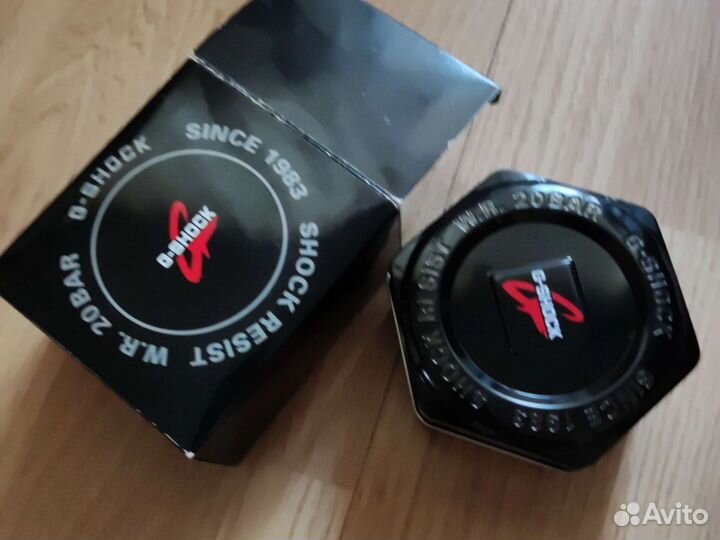 G-SHOCK SINCE 1983 SHOCK RESIST W.R. 20BAR
G-SHOCK
W.R. 20BAR G-SHOCK SINCE 1983 SHOCK RESIST
G-SHOCK
Avito